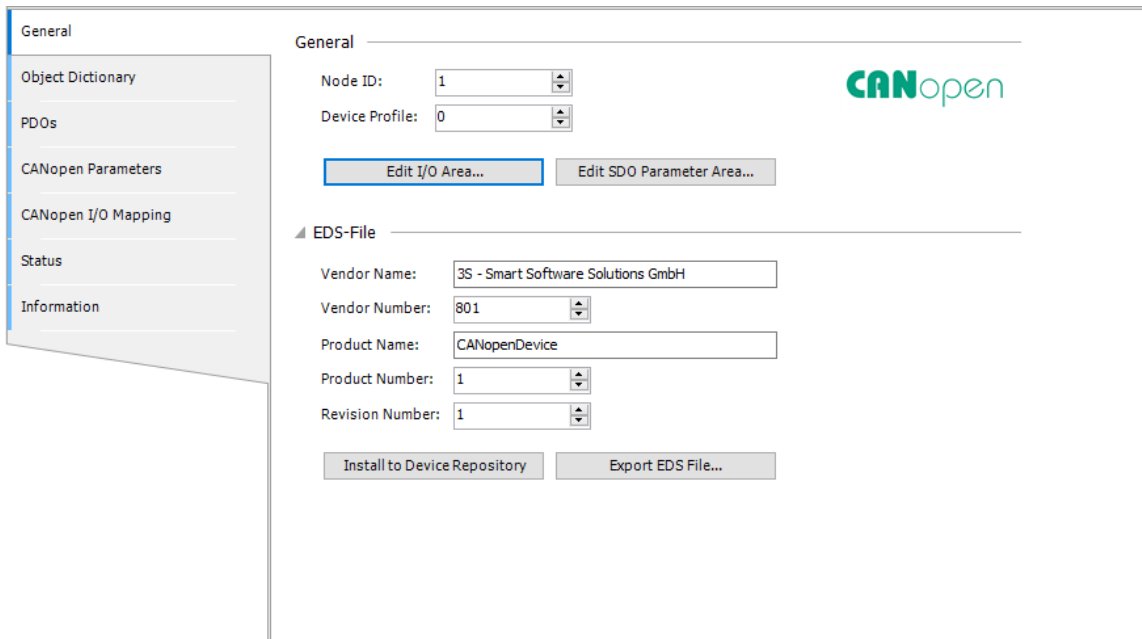 General
Object Dictionary
PDOs
CANopen Parameters
CANopen I/O Mapping
Status
Information
General
Node ID: 1
CANopen
Device Profile: 0
Edit I/O Area... Edit SDO Parameter Area...
EDS-File
Vendor Name: 3S - Smart Software Solutions GmbH
Vendor Number: 801
Product Name: CANopenDevice
Product Number: 1
Revision Number: 1
Install to Device Repository Export EDS File...